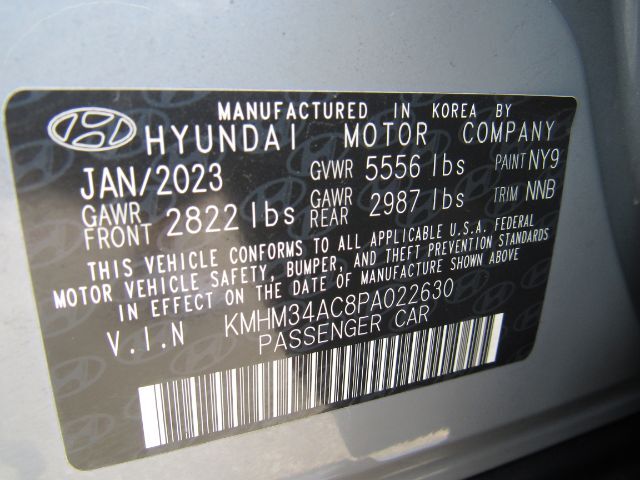 MANUFACTURED IN KOREA BY
HYUNDAI MOTOR COMPANY
JAN/2023 GVWR 5556 lbs PAINT NY9
GAWR FRONT 2822 lbs GAWR REAR 2987 lbs TRIM NNB
THIS VEHICLE CONFORMS TO ALL APPLICABLE U.S.A. FEDERAL
MOTOR VEHICLE SAFETY, BUMPER, AND THEFT PREVENTION STANDARDS
IN EFFECT ON THE DATE OF MANUFACTURE SHOWN ABOVE
V.I.N KMHM34AC8PA022630
PASSENGER CAR